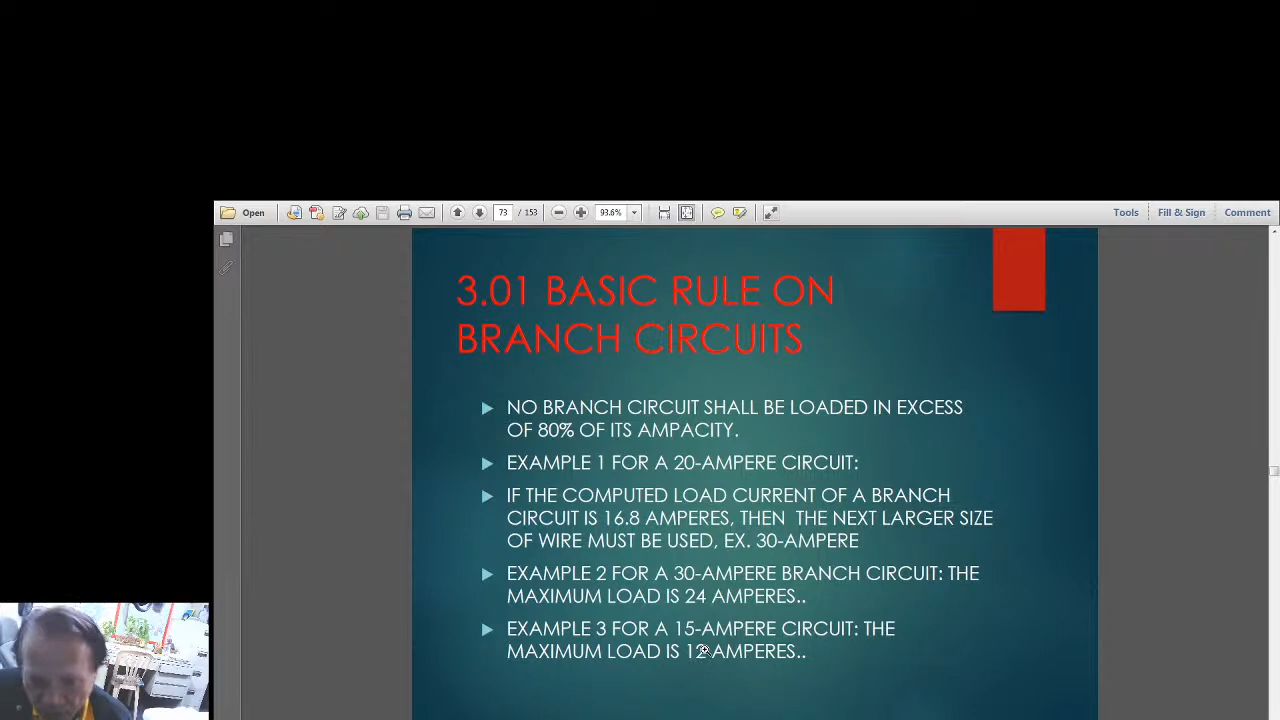 Open
73 / 153
93.6%
Tools
Fill & Sign
Comment
3.01 BASIC RULE ON
BRANCH CIRCUITS
NO BRANCH CIRCUIT SHALL BE LOADED IN EXCESS
OF 80% OF ITS AMPACITY.
EXAMPLE 1 FOR A 20-AMPERE CIRCUIT:
IF THE COMPUTED LOAD CURRENT OF A BRANCH
CIRCUIT IS 16.8 AMPERES, THEN THE NEXT LARGER SIZE
OF WIRE MUST BE USED, EX. 30-AMPERE
EXAMPLE 2 FOR A 30-AMPERE BRANCH CIRCUIT: THE
MAXIMUM LOAD IS 24 AMPERES..
EXAMPLE 3 FOR A 15-AMPERE CIRCUIT: THE
MAXIMUM LOAD IS 12 AMPERES..